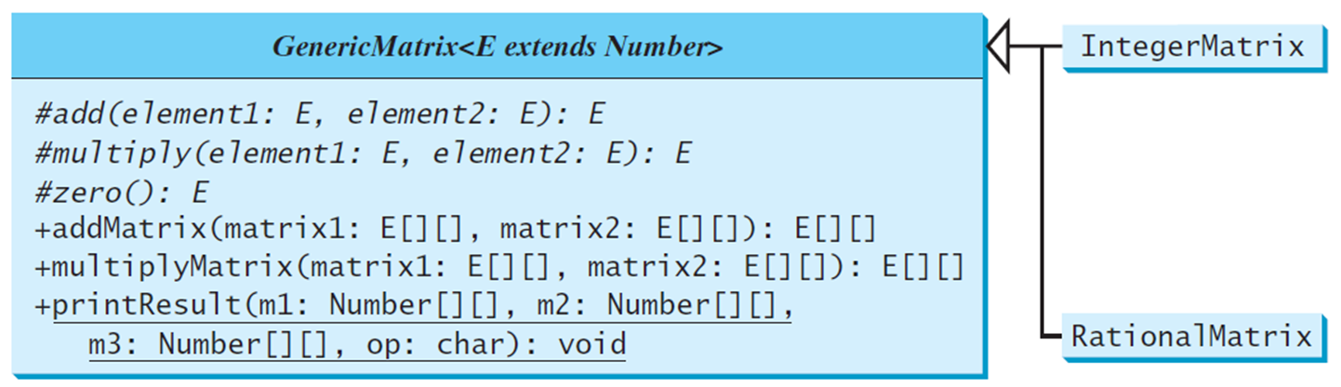 GenericMatrix<E extends Number>
#add(element1: E, element2: E): E
#multiply(element1: E, element2: E): E
#zero(): E
+addMatrix(matrix1: E[][], matrix2: E[][]): E[][]
+multiplyMatrix(matrix1: E[][], matrix2: E[][]): E[][]
+printResult(m1: Number[][], m2: Number[][],
m3: Number[][], op: char): void
IntegerMatrix
RationalMatrix